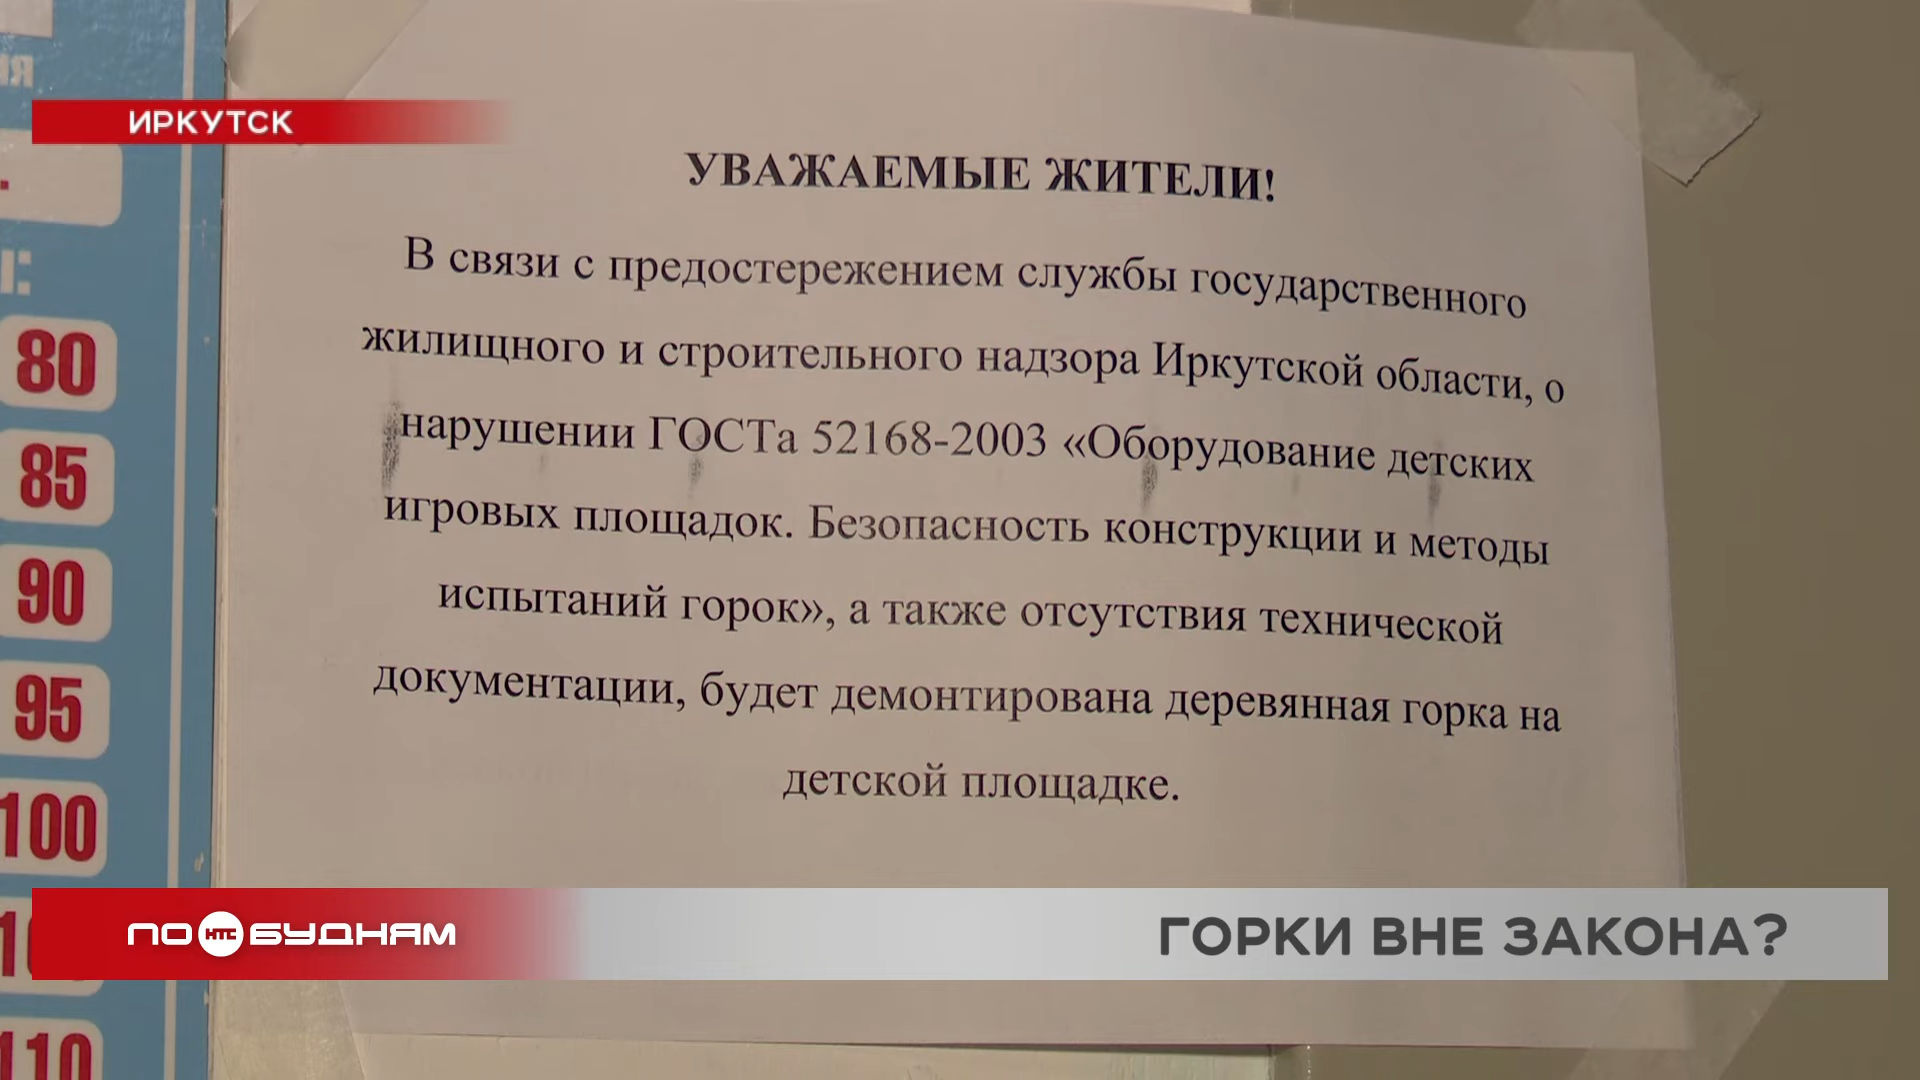 ИРКУТСК
УВАЖАЕМЫЕ ЖИТЕЛИ!
В связи с предостережением службы государственного
жилищного и строительного надзора Иркутской области, о
нарушении ГОСТа 52168-2003 «Оборудование детских
игровых площадок. Безопасность конструкции и методы
испытаний горок», а также отсутствия технической
документации, будет демонтирована деревянная горка на
детской площадке.
80
85
90
95
100
110
ПО НТС БУДНЯМ
ГОРКИ ВНЕ ЗАКОНА?